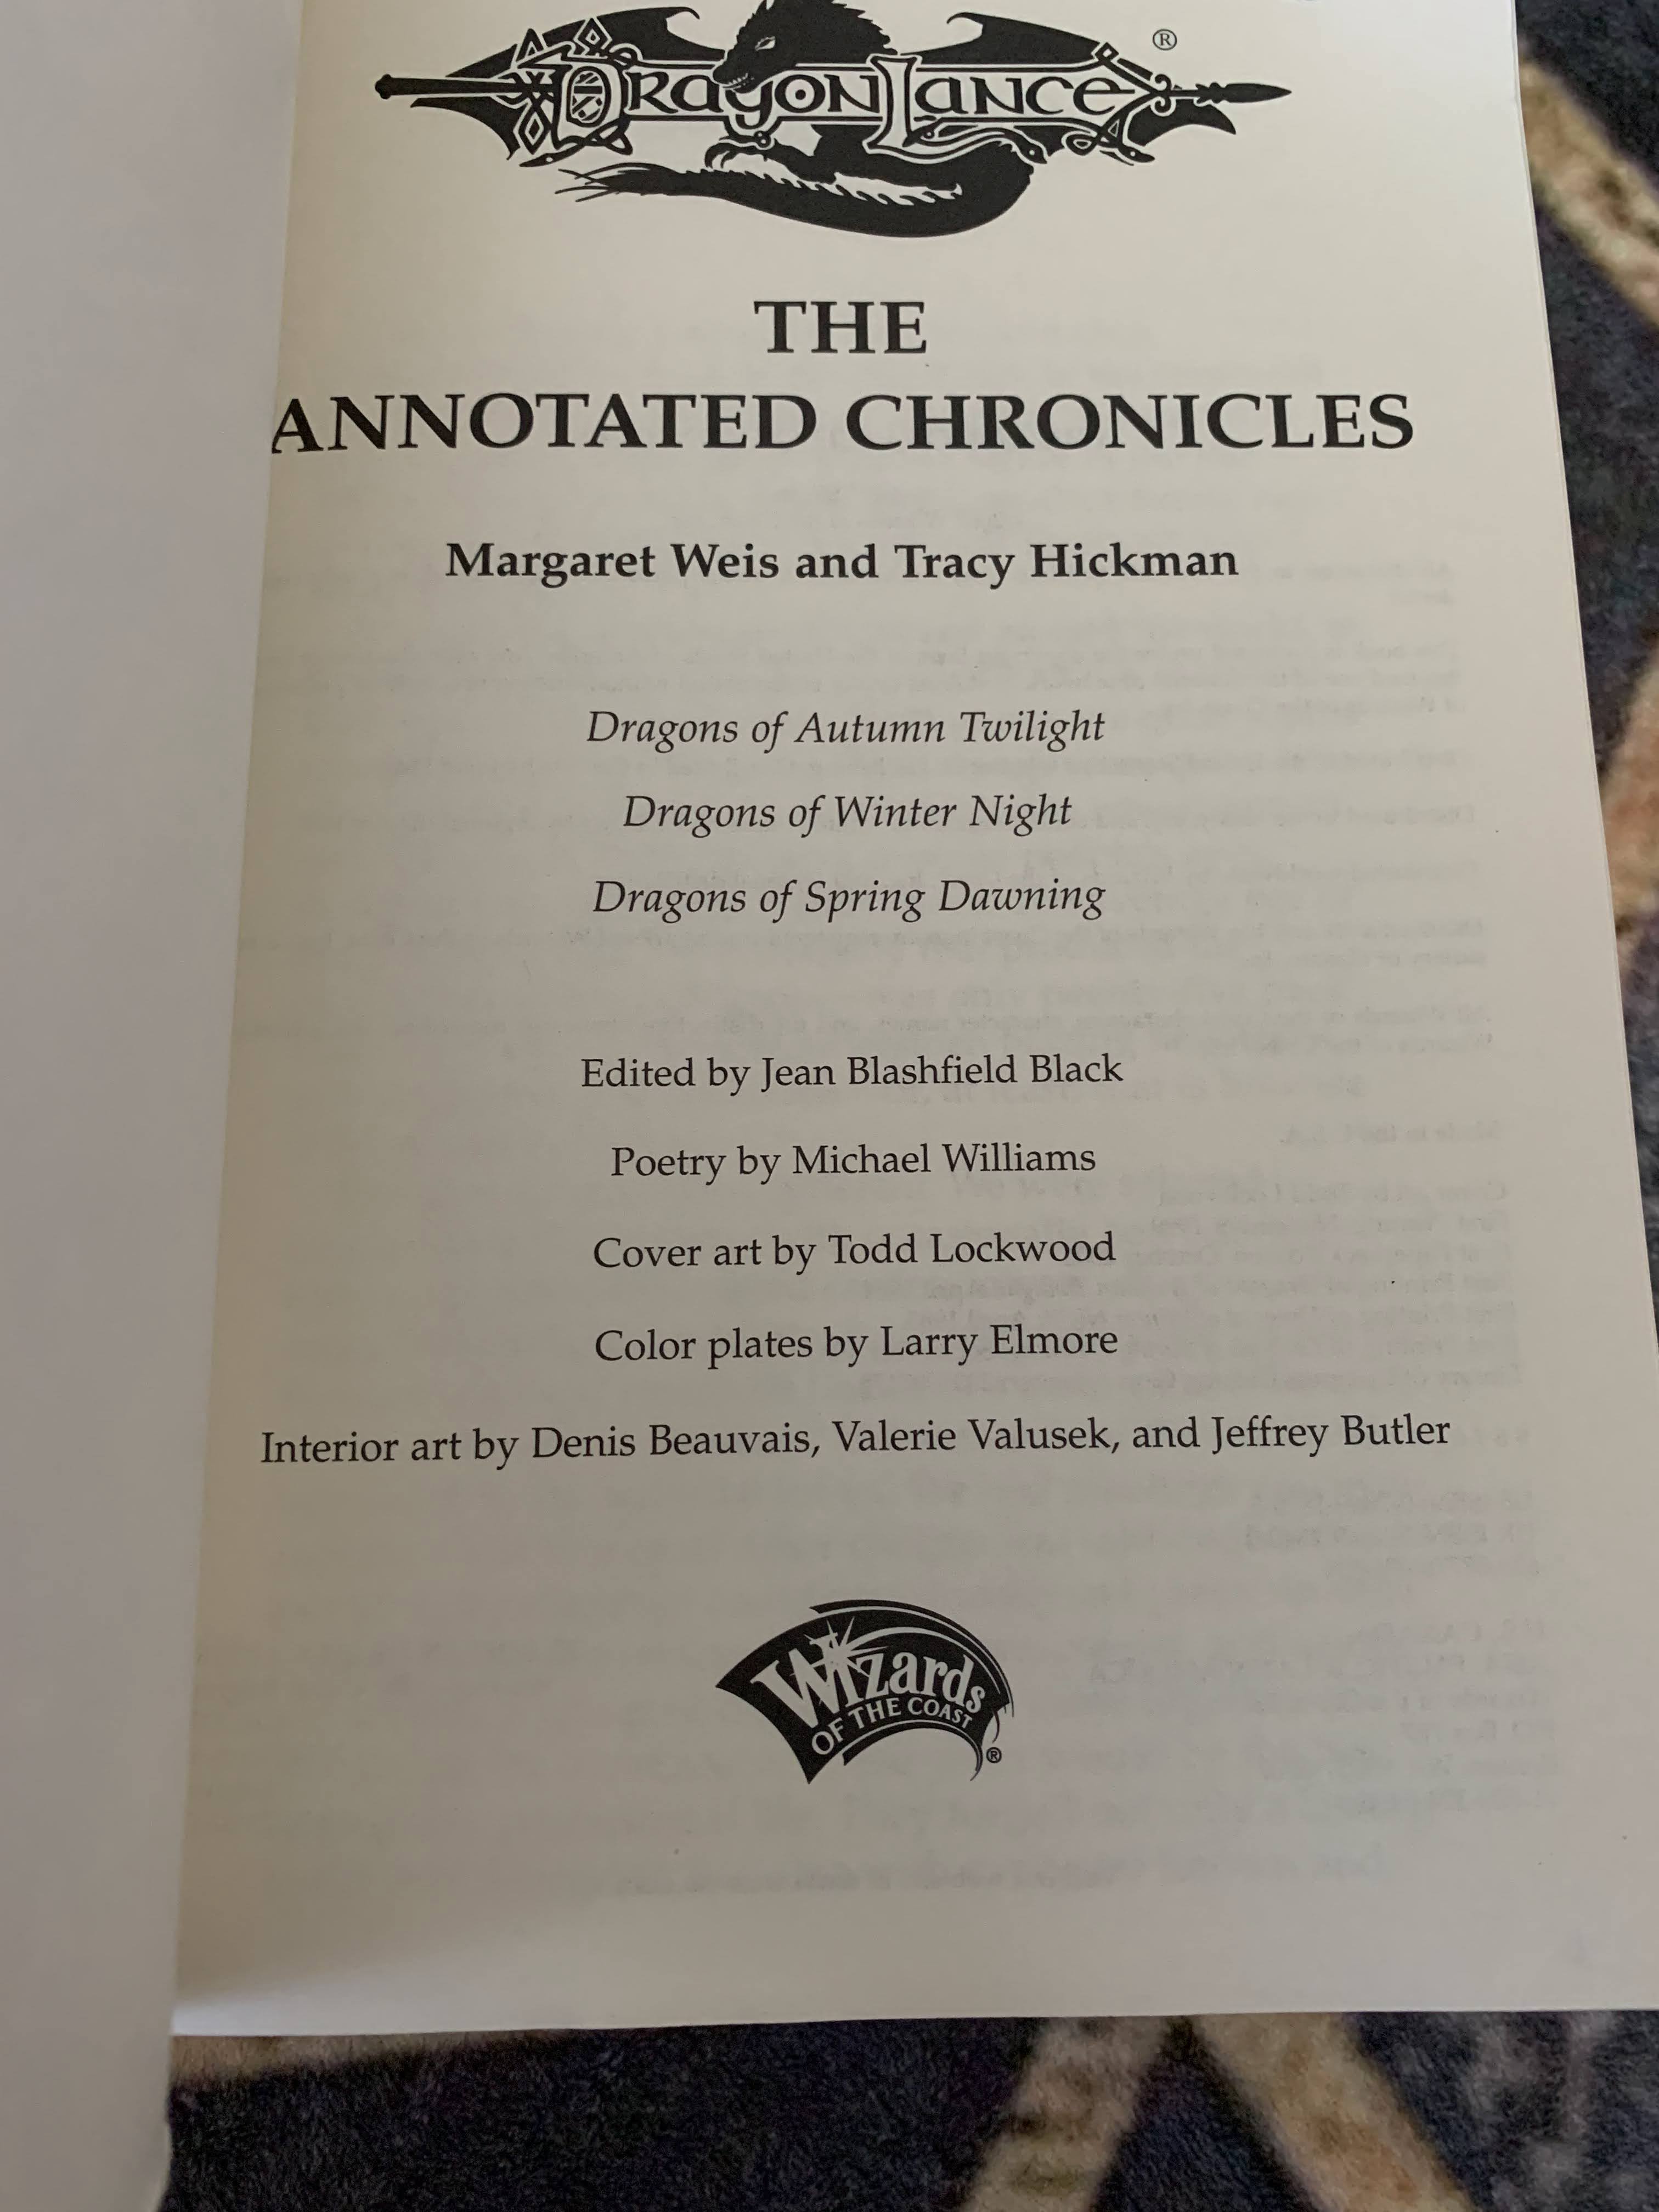 DRAGONLANCE ®
THE
ANNOTATED CHRONICLES
Margaret Weis and Tracy Hickman
Dragons of Autumn Twilight
Dragons of Winter Night
Dragons of Spring Dawning
Edited by Jean Blashfield Black
Poetry by Michael Williams
Cover art by Todd Lockwood
Color plates by Larry Elmore
Interior art by Denis Beauvais, Valerie Valusek, and Jeffrey Butler
Wizards
OF THE COAST ®